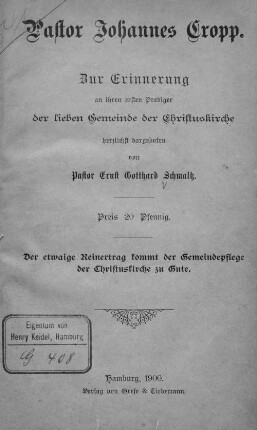 Pastor Johannes Cropp.
Zur Erinnerung
an ihren ersten Prediger
der lieben Gemeinde der Christuskirche
herzlichst dargeboten
von
Pastor Ernst Gotthard Schmaltz.
Preis 20 Pfennig.
Der etwaige Reinertrag kommt der Gemeindepflege
der Christuskirche zu Gute.
Eigentum von
Henry Keidel, Hamburg
G. 408
Hamburg, 1900.
Verlag von Grefe & Tiedemann.